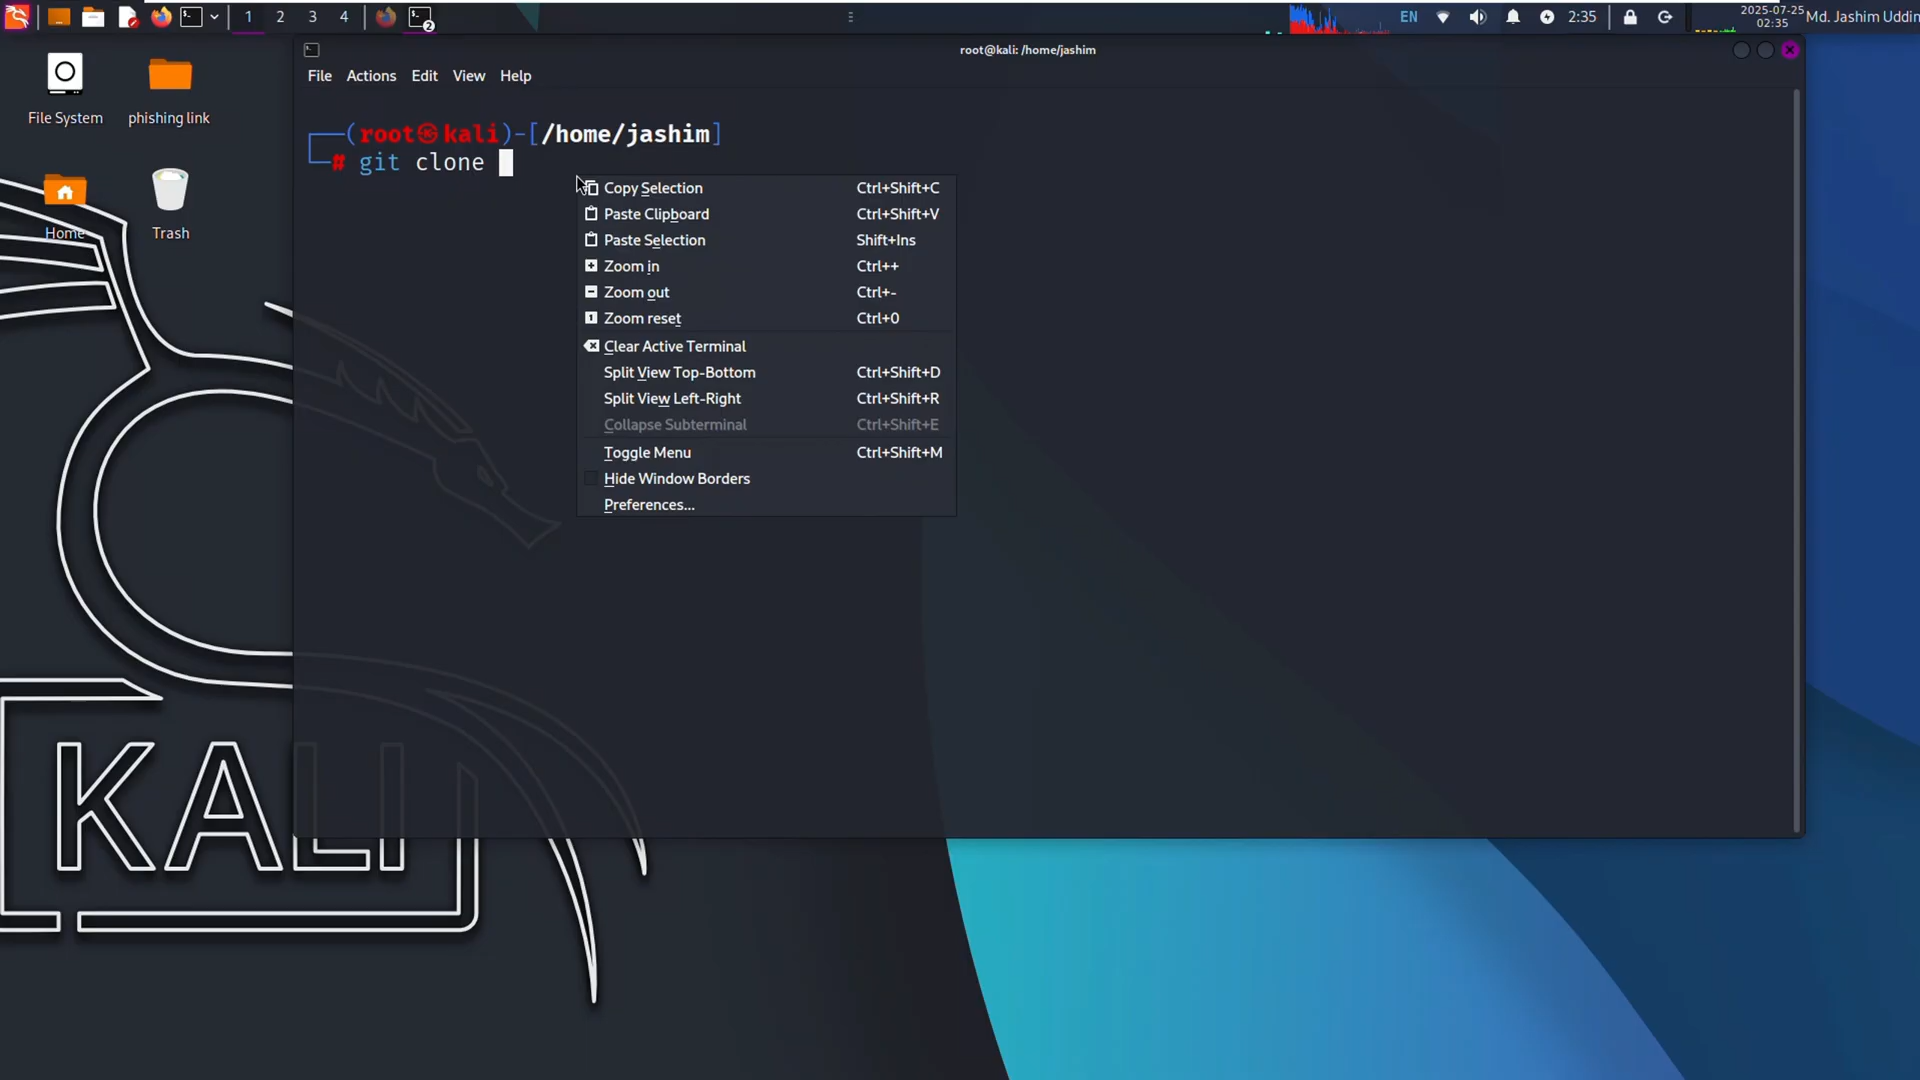 1 2 3 4
2
EN
2:35
2025-07-25
02:35
Md. Jashim Uddin
root@kali: /home/jashim
File Actions Edit View Help
File System
phishing link
Home
Trash
(root㉿kali)-[/home/jashim]
# git clone
Copy Selection Ctrl+Shift+C
Paste Clipboard Ctrl+Shift+V
Paste Selection Shift+Ins
Zoom in Ctrl++
Zoom out Ctrl+-
Zoom reset Ctrl+0
Clear Active Terminal
Split View Top-Bottom Ctrl+Shift+D
Split View Left-Right Ctrl+Shift+R
Collapse Subterminal Ctrl+Shift+E
Toggle Menu Ctrl+Shift+M
Hide Window Borders
Preferences...
KALI